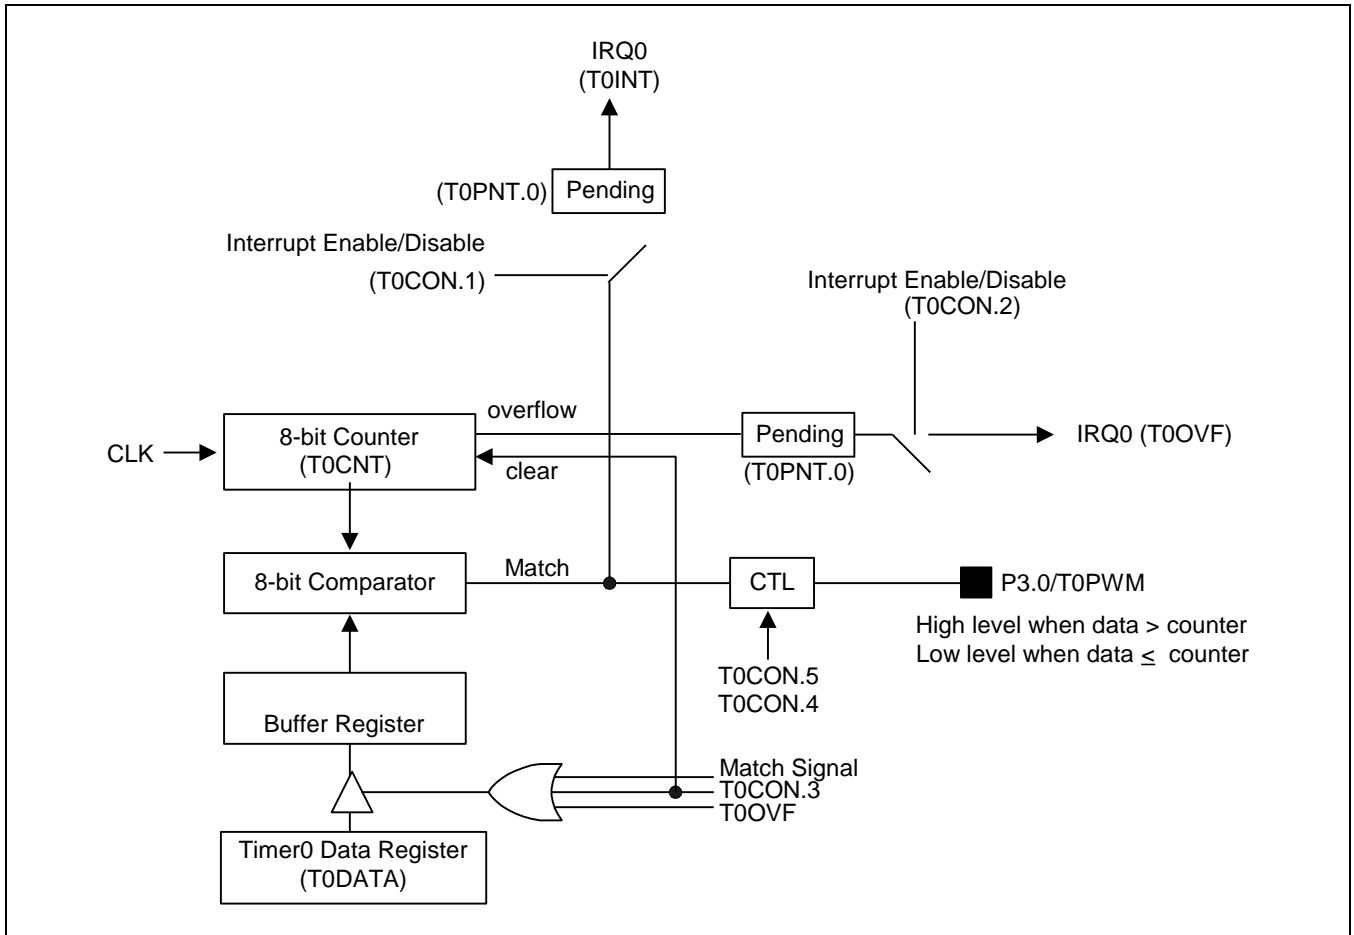 IRQ0
(T0INT)
(T0PNT.0)
Pending
Interrupt Enable/Disable
(T0CON.1)
Interrupt Enable/Disable
(T0CON.2)
overflow
8-bit Counter
(T0CNT)
CLK
clear
Pending
(T0PNT.0)
IRQ0 (T0OVF)
8-bit Comparator
Match
CTL
P3.0/T0PWM
High level when data > counter
Low level when data ≤ counter
T0CON.5
T0CON.4
Buffer Register
Match Signal
T0CON.3
T0OVF
Timer0 Data Register
(T0DATA)